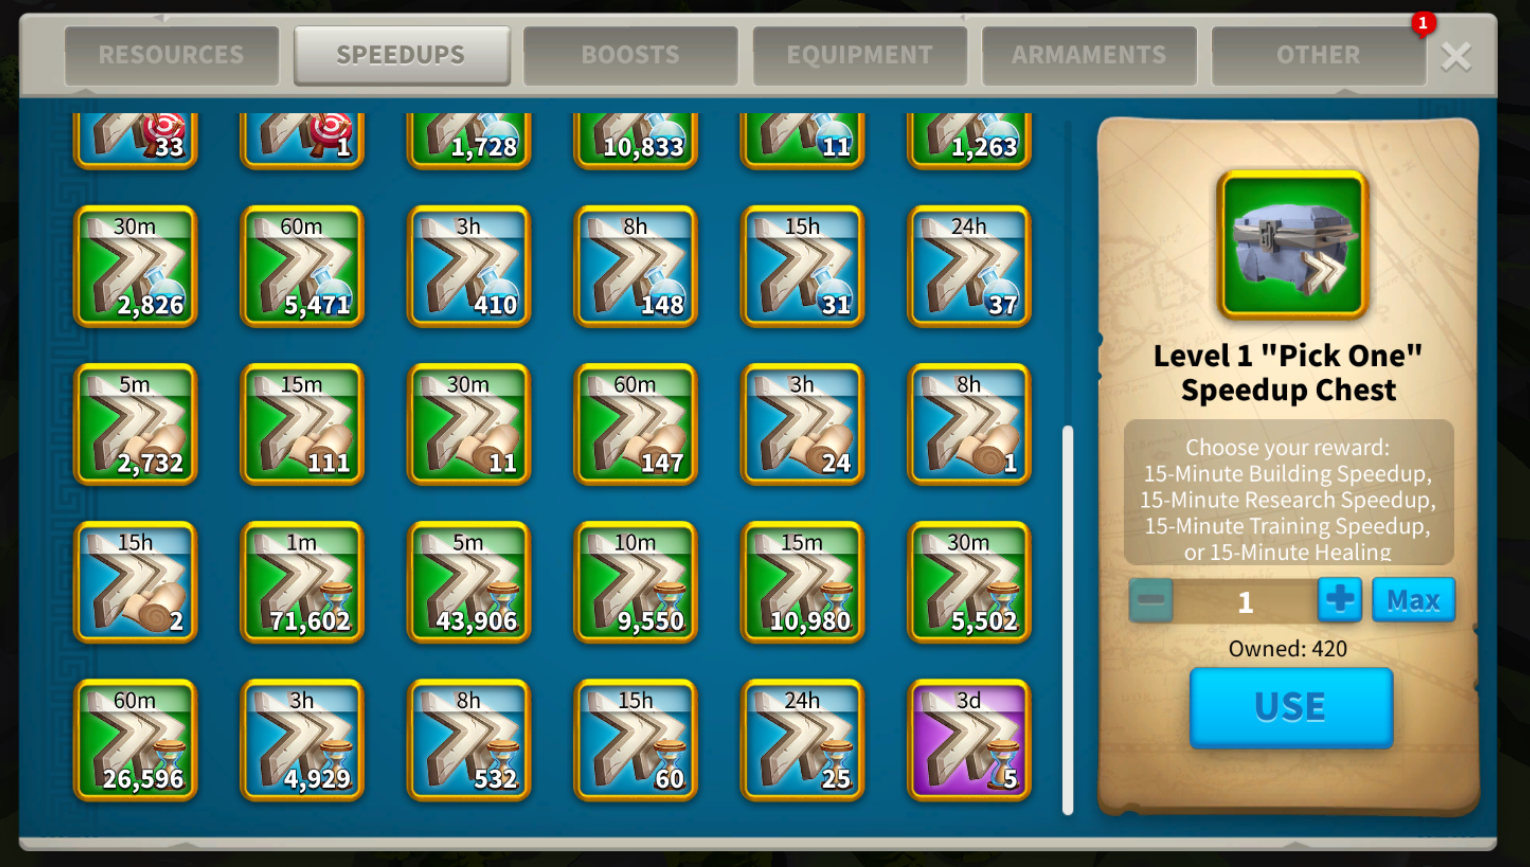 1
RESOURCES SPEEDUPS BOOSTS EQUIPMENT ARMAMENTS OTHER
33 1 1,728 10,833 11 1,263
30m 60m 3h 8h 15h 24h
2,826 5,471 410 148 31 37
5m 15m 30m 60m 3h 8h
2,732 111 11 147 24 1
15h 1m 5m 10m 15m 30m
2 71,602 43,906 9,550 10,980 5,502
60m 3h 8h 15h 24h 3d
26,596 4,929 532 60 25 5
Level 1 "Pick One"
Speedup Chest
Choose your reward:
15-Minute Building Speedup,
15-Minute Research Speedup,
15-Minute Training Speedup,
or 15-Minute Healing
1 Max
Owned: 420
USE